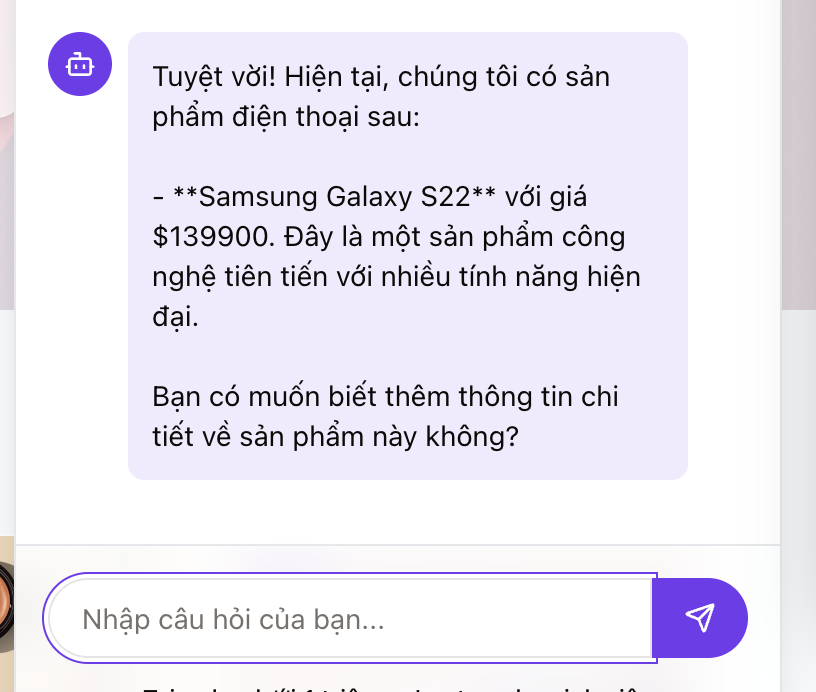 Tuyệt vời! Hiện tại, chúng tôi có sản
phẩm điện thoại sau:
- **Samsung Galaxy S22** với giá
$139900. Đây là một sản phẩm công
nghệ tiên tiến với nhiều tính năng hiện
đại.
Bạn có muốn biết thêm thông tin chi
tiết về sản phẩm này không?
Nhập câu hỏi của bạn...